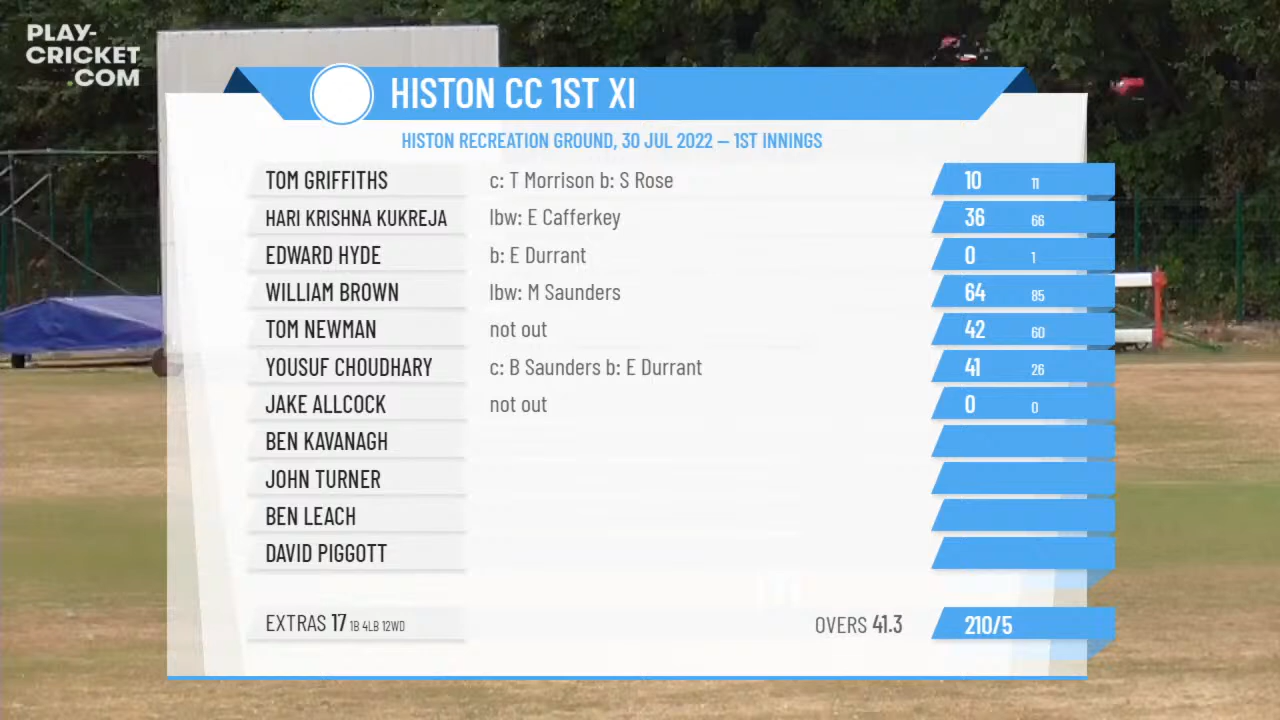 PLAY-
CRICKET
.COM
HISTON CC 1ST XI
HISTON RECREATION GROUND, 30 JUL 2022 – 1ST INNINGS
TOM GRIFFITHS c: T Morrison b: S Rose 10 11
HARI KRISHNA KUKREJA lbw: E Cafferkey 36 66
EDWARD HYDE b: E Durrant 0 1
WILLIAM BROWN lbw: M Saunders 64 85
TOM NEWMAN not out 42 60
YOUSUF CHOUDHARY c: B Saunders b: E Durrant 41 26
JAKE ALLCOCK not out 0 0
BEN KAVANAGH
JOHN TURNER
BEN LEACH
DAVID PIGGOTT
EXTRAS 17 1B 4LB 12WD OVERS 41.3 210/5